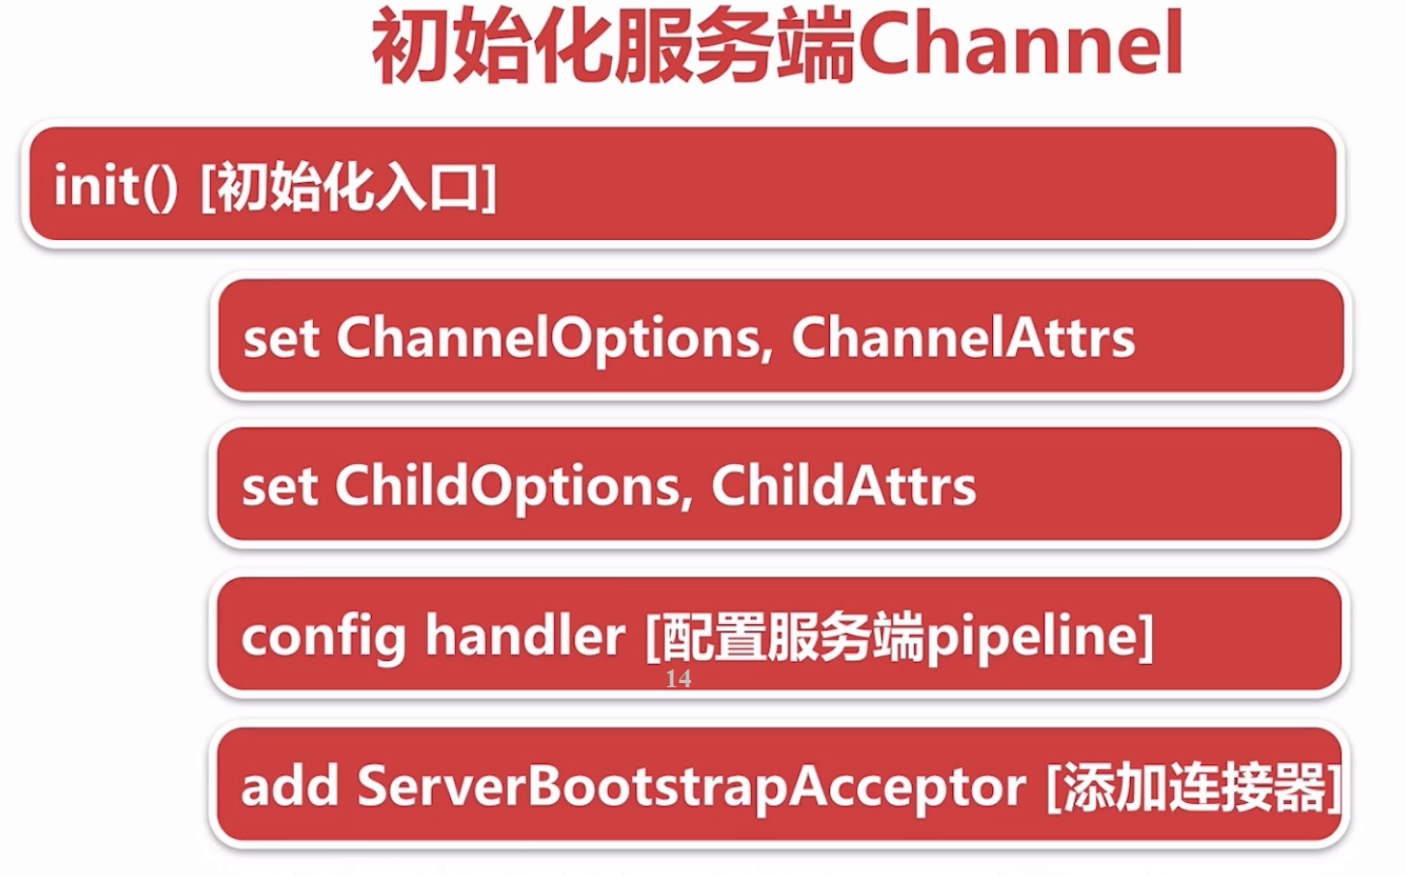 初始化服务端Channel
init() [初始化入口]
set ChannelOptions, ChannelAttrs
set ChildOptions, ChildAttrs
config handler [配置服务端pipeline]
14
add ServerBootstrapAcceptor [添加连接器]